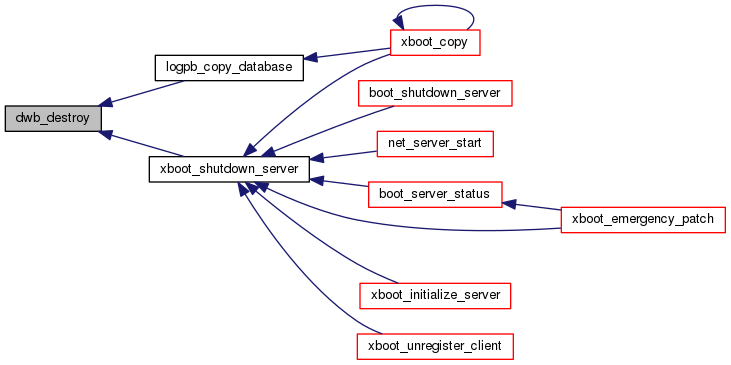 xboot_copy
logpb_copy_database
boot_shutdown_server
dwb_destroy
net_server_start
xboot_shutdown_server
boot_server_status
xboot_emergency_patch
xboot_initialize_server
xboot_unregister_client